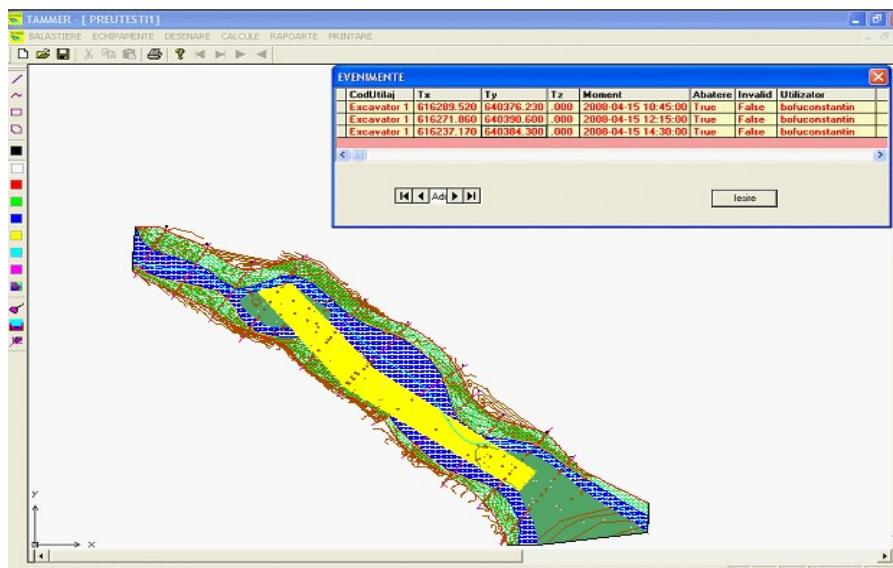 TAMMER - [ PREUTESTI1]
BALASTIERE ECHIPAMENTE DESENARE CALCULE RAPOARTE PRINTARE
EVENIMENTE
CodUtilaj Tx Ty Tz Moment Abatere Invalid Utilizator
Excavator 1 616289.520 640376.230 .000 2008-04-15 10:45:00 True False bofuconstantin
Excavator 1 616271.060 640390.600 .000 2008-04-15 12:15:00 True False bofuconstantin
Excavator 1 616237.170 640384.300 .000 2008-04-15 14:30:00 True False bofuconstantin
Adi
Iesire
Y
X